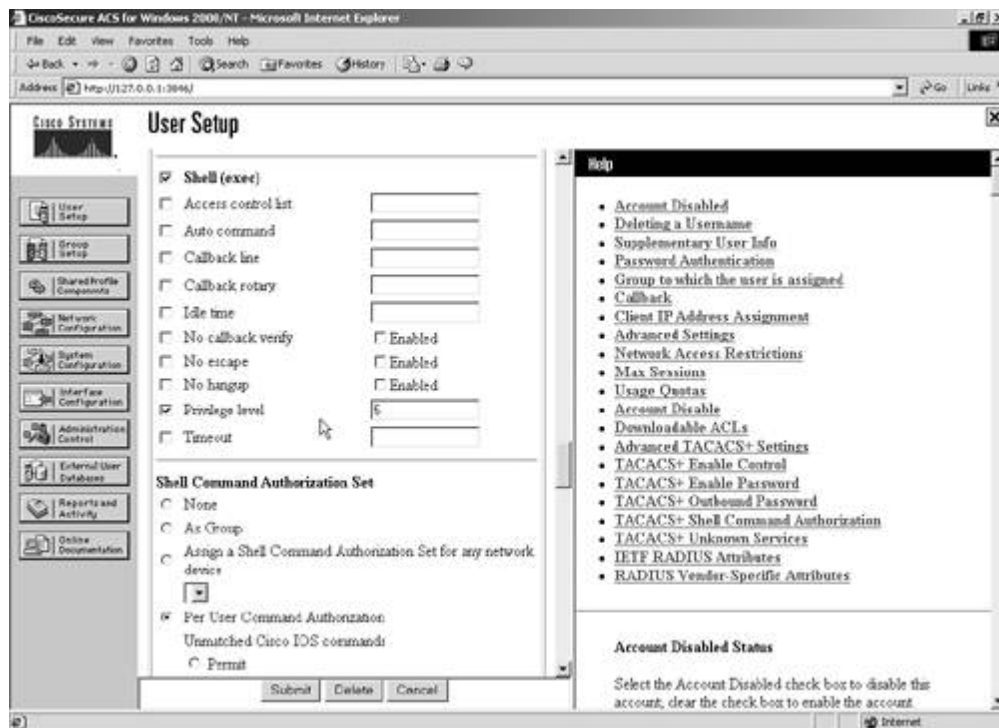 CiscoSecure ACS for Windows 2000/NT - Microsoft Internet Explorer
File Edit View Favorites Tools Help
Back Search Favorites History
Address http://127.0.0.1:3046/ Go Links
CISCO SYSTEMS
User Setup
User Setup
Group Setup
Shared Profile Components
Network Configuration
System Configuration
Interface Configuration
Administration Control
External User Databases
Reports and Activity
Online Documentation
Shell (exec)
Access control list
Auto command
Callback line
Callback rotary
Idle time
No callback verify Enabled
No escape Enabled
No hangup Enabled
Privilege level 6
Timeout
Shell Command Authorization Set
None
As Group
Assign a Shell Command Authorization Set for any network
device
Per User Command Authorization
Unmatched Cisco IOS commands
Permit
Submit Delete Cancel
Help
Account Disabled
Deleting a Username
Supplementary User Info
Password Authentication
Group to which the user is assigned
Callback
Client IP Address Assignment
Advanced Settings
Network Access Restrictions
Max Sessions
Usage Quotas
Account Disable
Downloadable ACLs
Advanced TACACS+ Settings
TACACS+ Enable Control
TACACS+ Enable Password
TACACS+ Outbound Password
TACACS+ Shell Command Authorization
TACACS+ Unknown Services
IETF RADIUS Attributes
RADIUS Vender-Specific Attributes
Account Disabled Status
Select the Account Disabled check box to disable this
account, clear the check box to enable the account
Internet